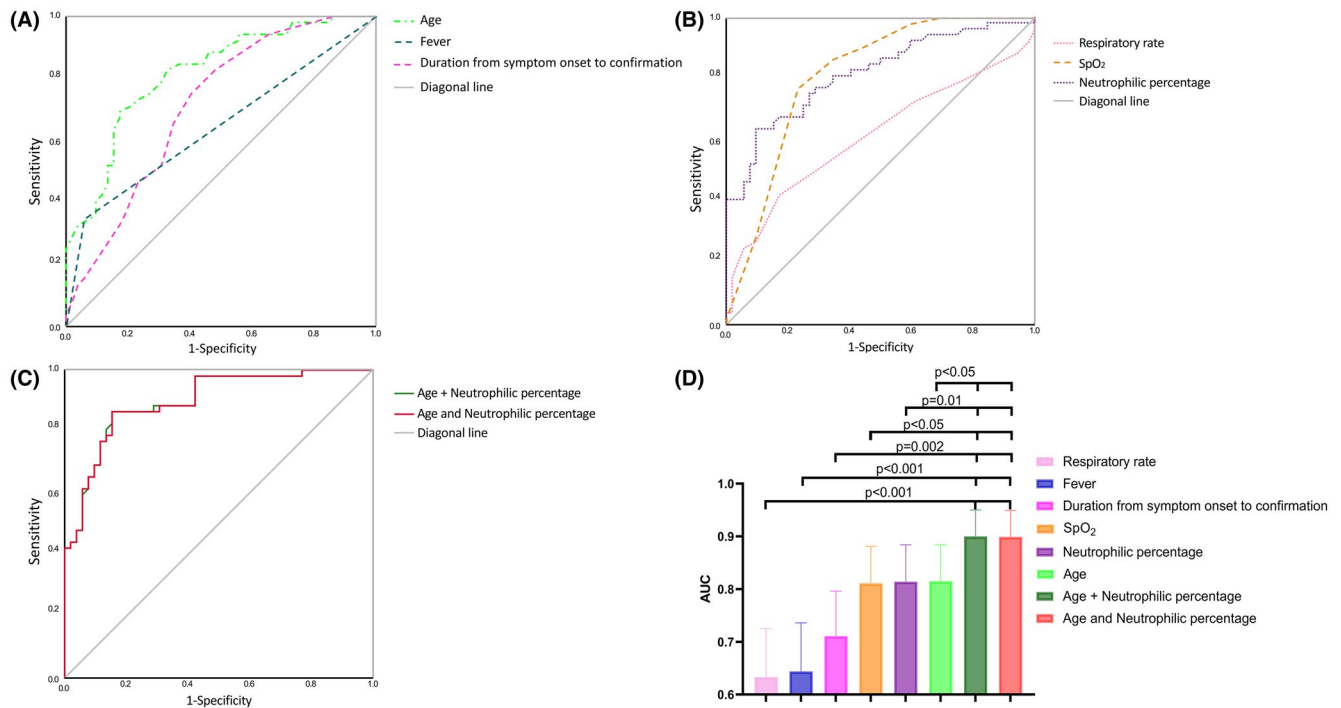 (A)
1.0
0.8
0.6
0.4
0.2
0.0
Sensitivity
0.0
0.2
0.4
0.6
0.8
1.0
1-Specificity
Age
Fever
Duration from symptom onset to confirmation
Diagonal line
(B)
1.0
0.8
0.6
0.4
0.2
0.0
Sensitivity
0.0
0.2
0.4
0.6
0.8
1.0
1-Specificity
Respiratory rate
SpO₂
Neutrophilic percentage
Diagonal line
(C)
1.0
0.8
0.6
0.4
0.2
0.0
Sensitivity
0.0
0.2
0.4
0.6
0.8
1.0
1-Specificity
Age + Neutrophilic percentage
Age and Neutrophilic percentage
Diagonal line
(D)
p<0.05
p=0.01
p<0.05
p=0.002
p<0.001
p<0.001
1.0
0.9
0.8
0.7
0.6
AUC
Respiratory rate
Fever
Duration from symptom onset to confirmation
SpO₂
Neutrophilic percentage
Age
Age + Neutrophilic percentage
Age and Neutrophilic percentage